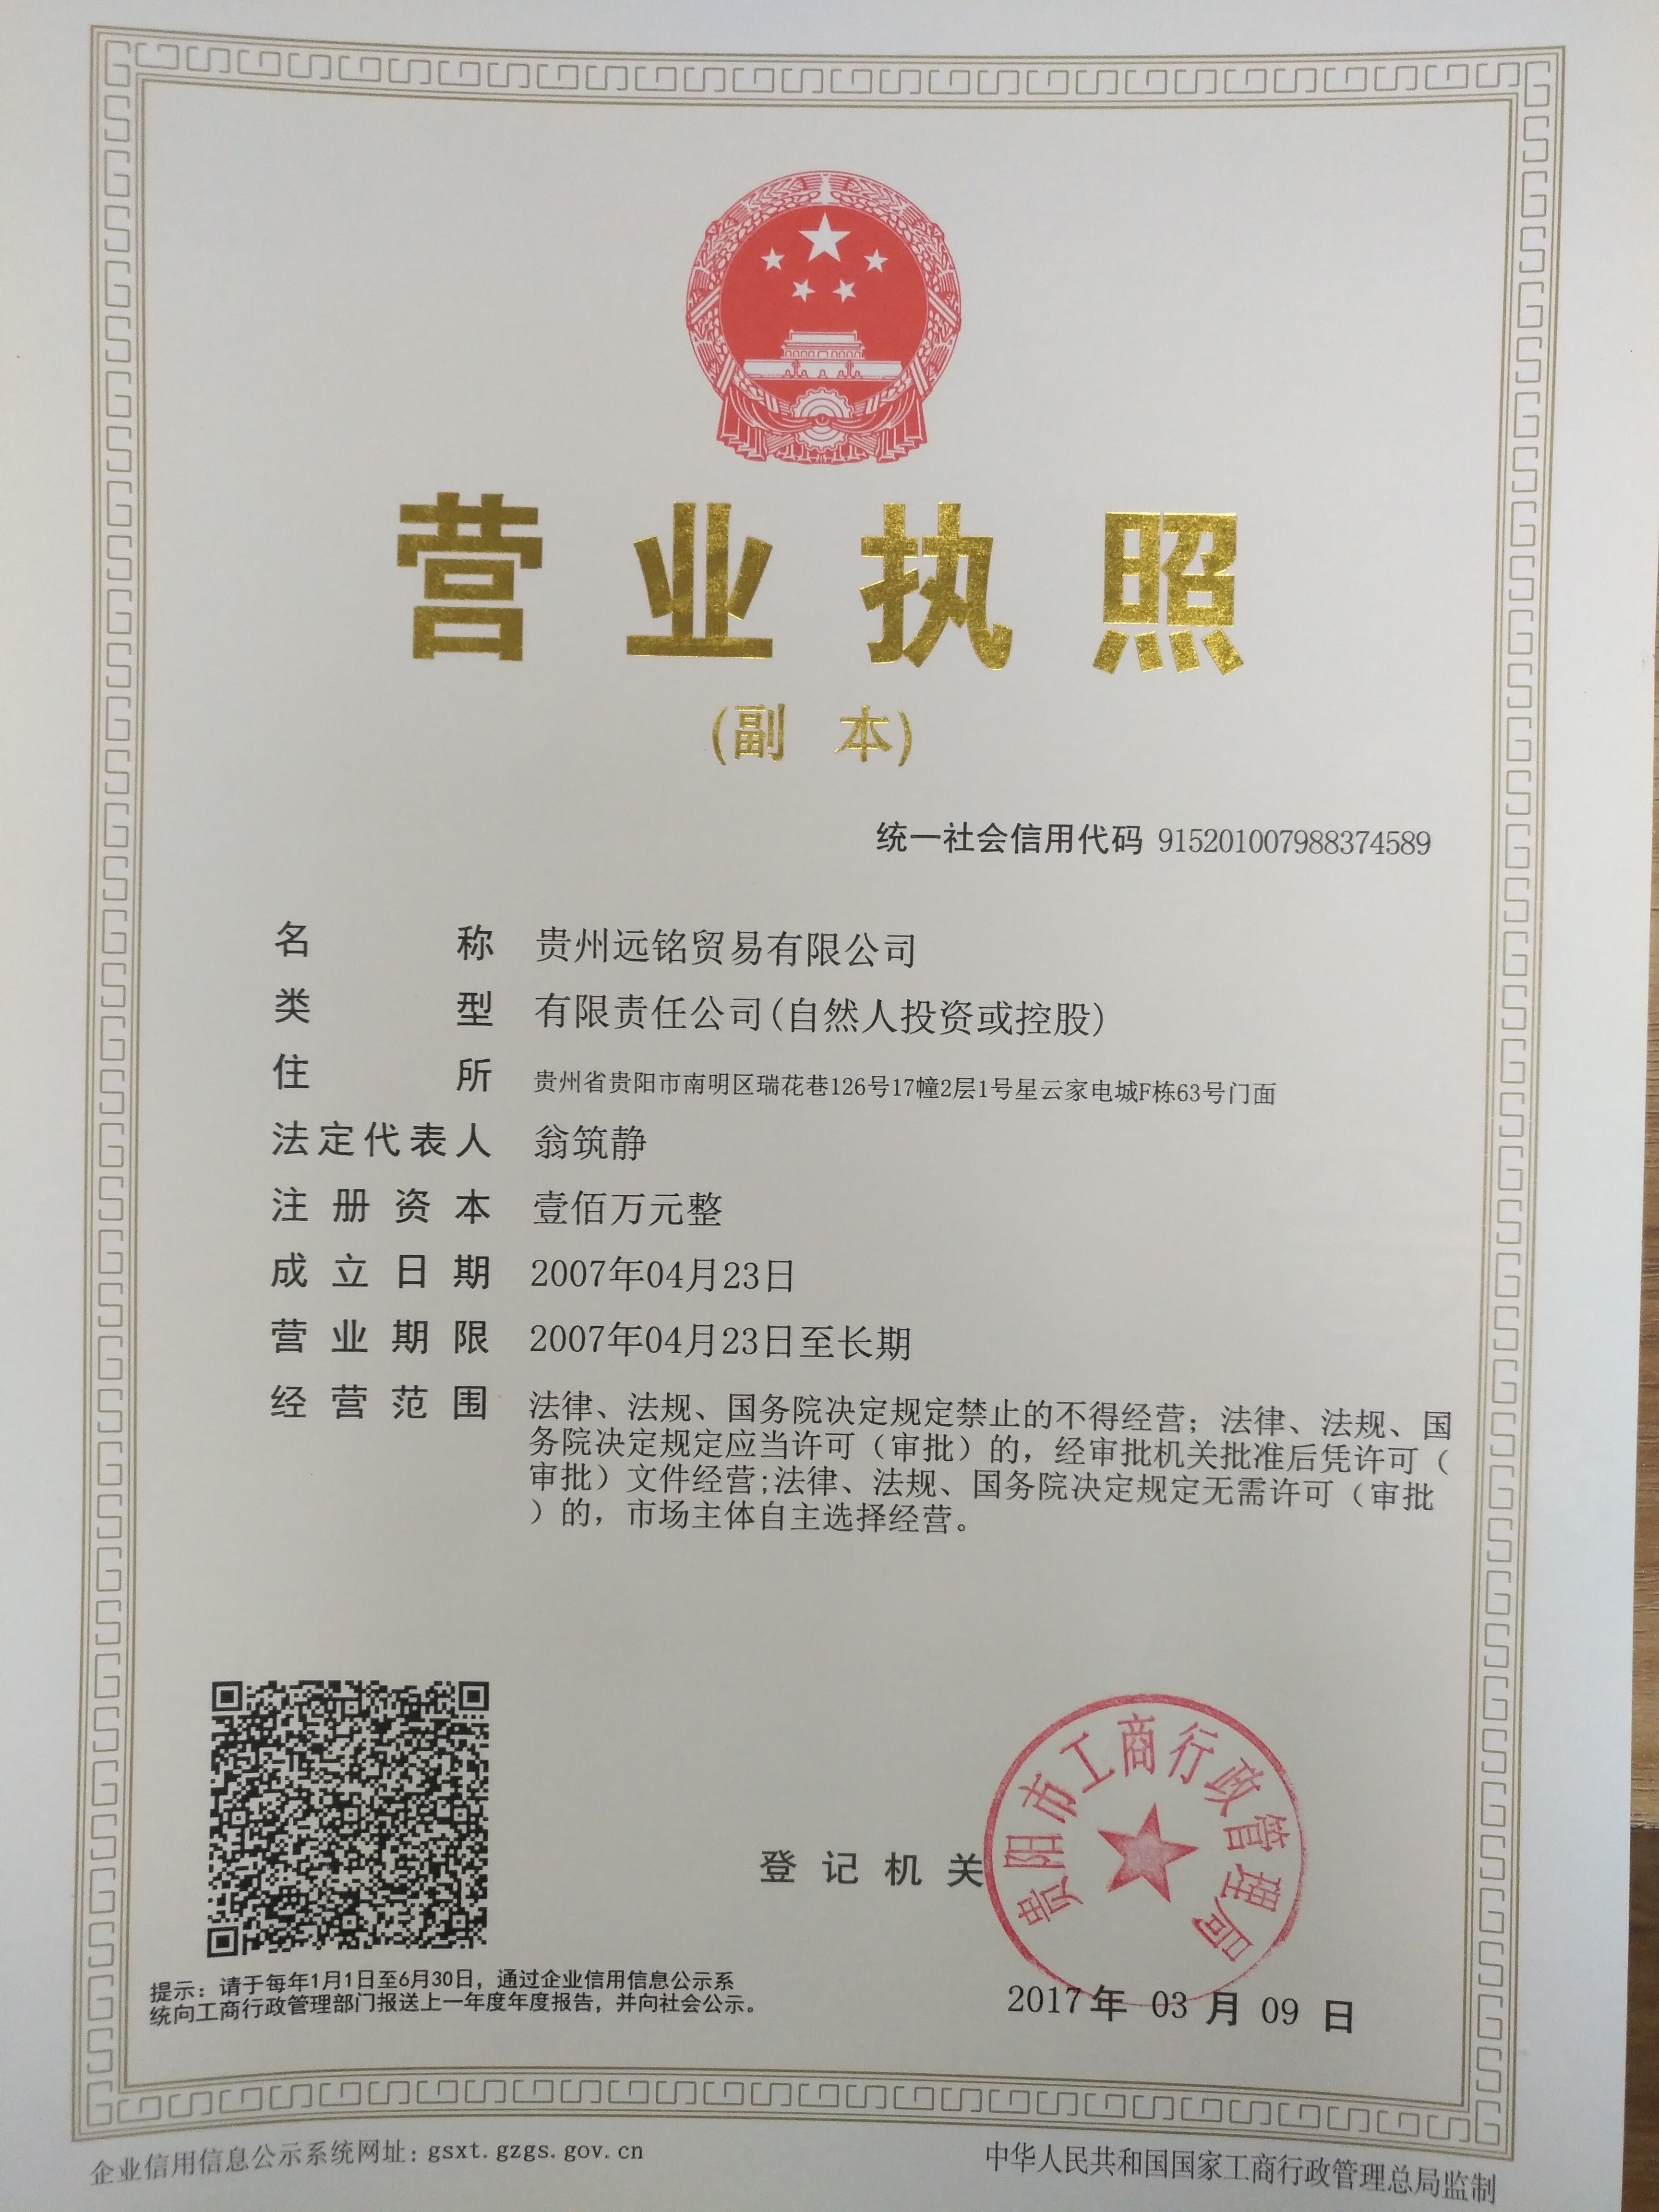 营业执照
(副 本)
统一社会信用代码 915201007988374589
名 称 贵州远铭贸易有限公司
类 型 有限责任公司(自然人投资或控股)
住 所 贵州省贵阳市南明区瑞花巷126号17幢2层1号星云家电城F栋63号门面
法定代表人 翁筑静
注册资本 壹佰万元整
成立日期 2007年04月23日
营业期限 2007年04月23日至长期
经营范围 法律、法规、国务院决定规定禁止的不得经营；法律、法规、国
务院决定规定应当许可（审批）的，经审批机关批准后凭许可（
审批）文件经营;法律、法规、国务院决定规定无需许可（审批
）的，市场主体自主选择经营。
登记机关
贵阳市工商行政管理局
2017年 03月 09日
提示：请于每年1月1日至6月30日，通过企业信用信息公示系
统向工商行政管理部门报送上一年度年度报告，并向社会公示。
企业信用信息公示系统网址：gsxt.gzgs.gov.cn
中华人民共和国国家工商行政管理总局监制